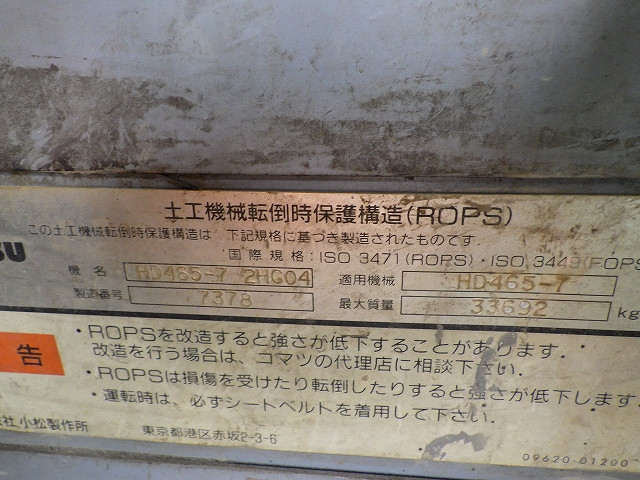 土工機械転倒時保護構造(ROPS)
SU
この土工機械転倒時保護構造は 下記規格に基づき製造されたものです.
国際規格:ISO 3471(ROPS)・ISO 3449(FOPS
機名 HD465-7 2HG04 適用機械 HD465-7
製造番号 7378 最大質量 33692 kg
告
・ROPSを改造すると強さが低下することがあります.
改造を行う場合は、コマツの代理店に相談下さい.
・ROPSは損傷を受けたり転倒したりすると強さが低下します.
・運転時は、必ずシートベルトを着用して下さい.
社 小松製作所 東京都港区赤坂2-3-6
09620-01200